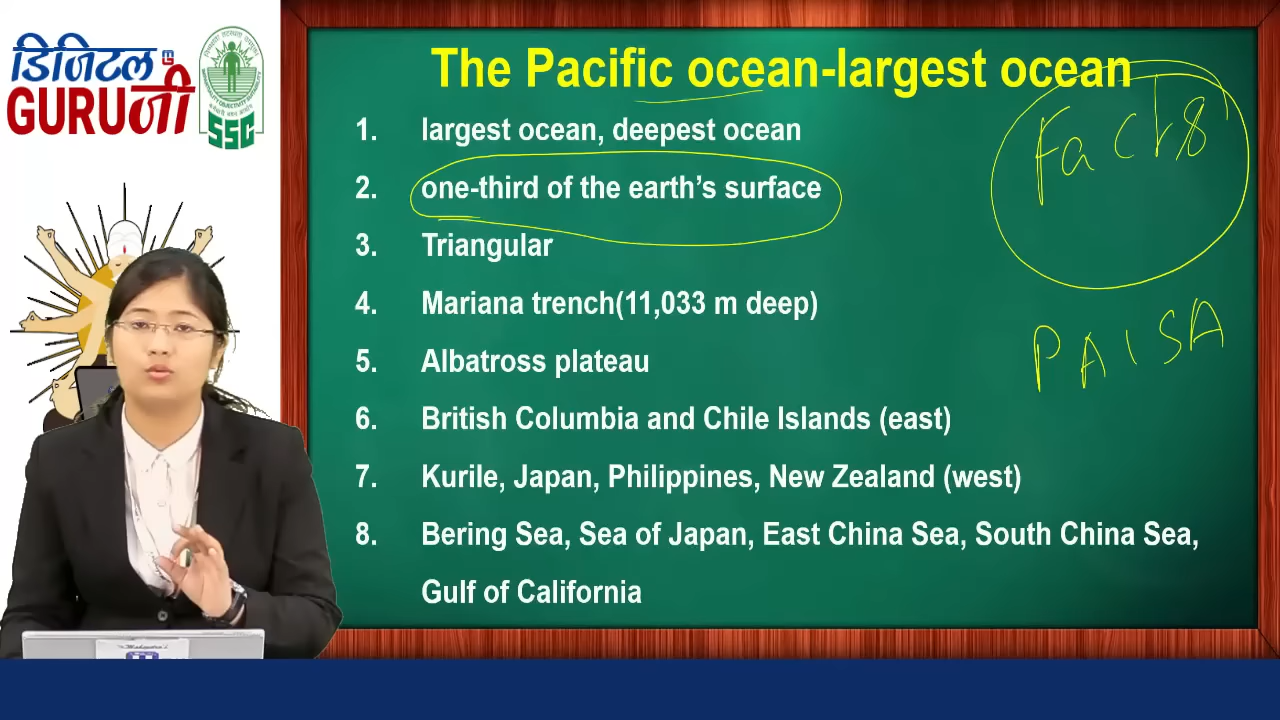 डिजिटल
GURUजी
SSC
The Pacific ocean-largest ocean
Facts
1. largest ocean, deepest ocean
2. one-third of the earth's surface
3. Triangular
4. Mariana trench(11,033 m deep)
PAISA
5. Albatross plateau
6. British Columbia and Chile Islands (east)
7. Kurile, Japan, Philippines, New Zealand (west)
8. Bering Sea, Sea of Japan, East China Sea, South China Sea,
Gulf of California